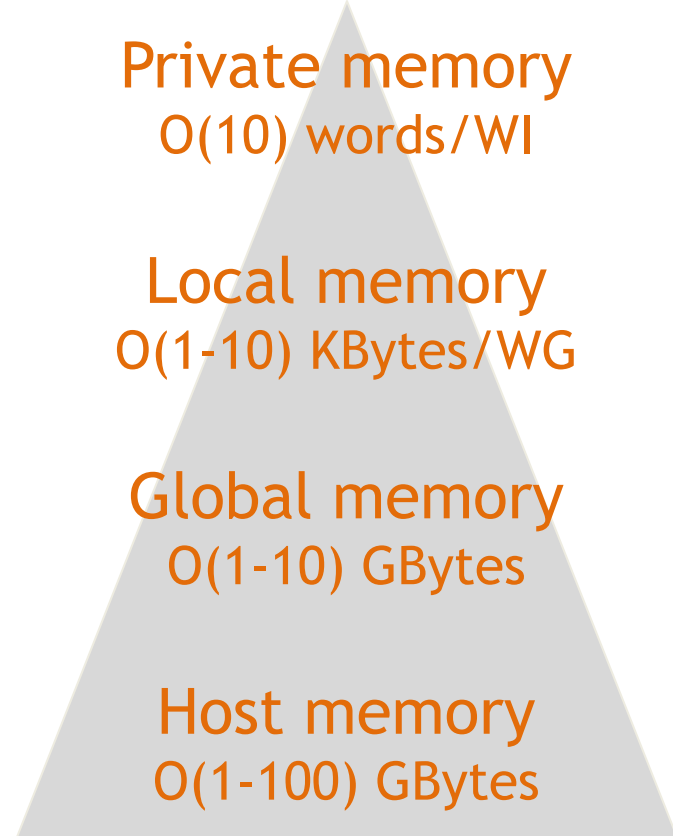 Private memory
O(10) words/WI
Local memory
O(1-10) KBytes/WG
Global memory
O(1-10) GBytes
Host memory
O(1-100) GBytes